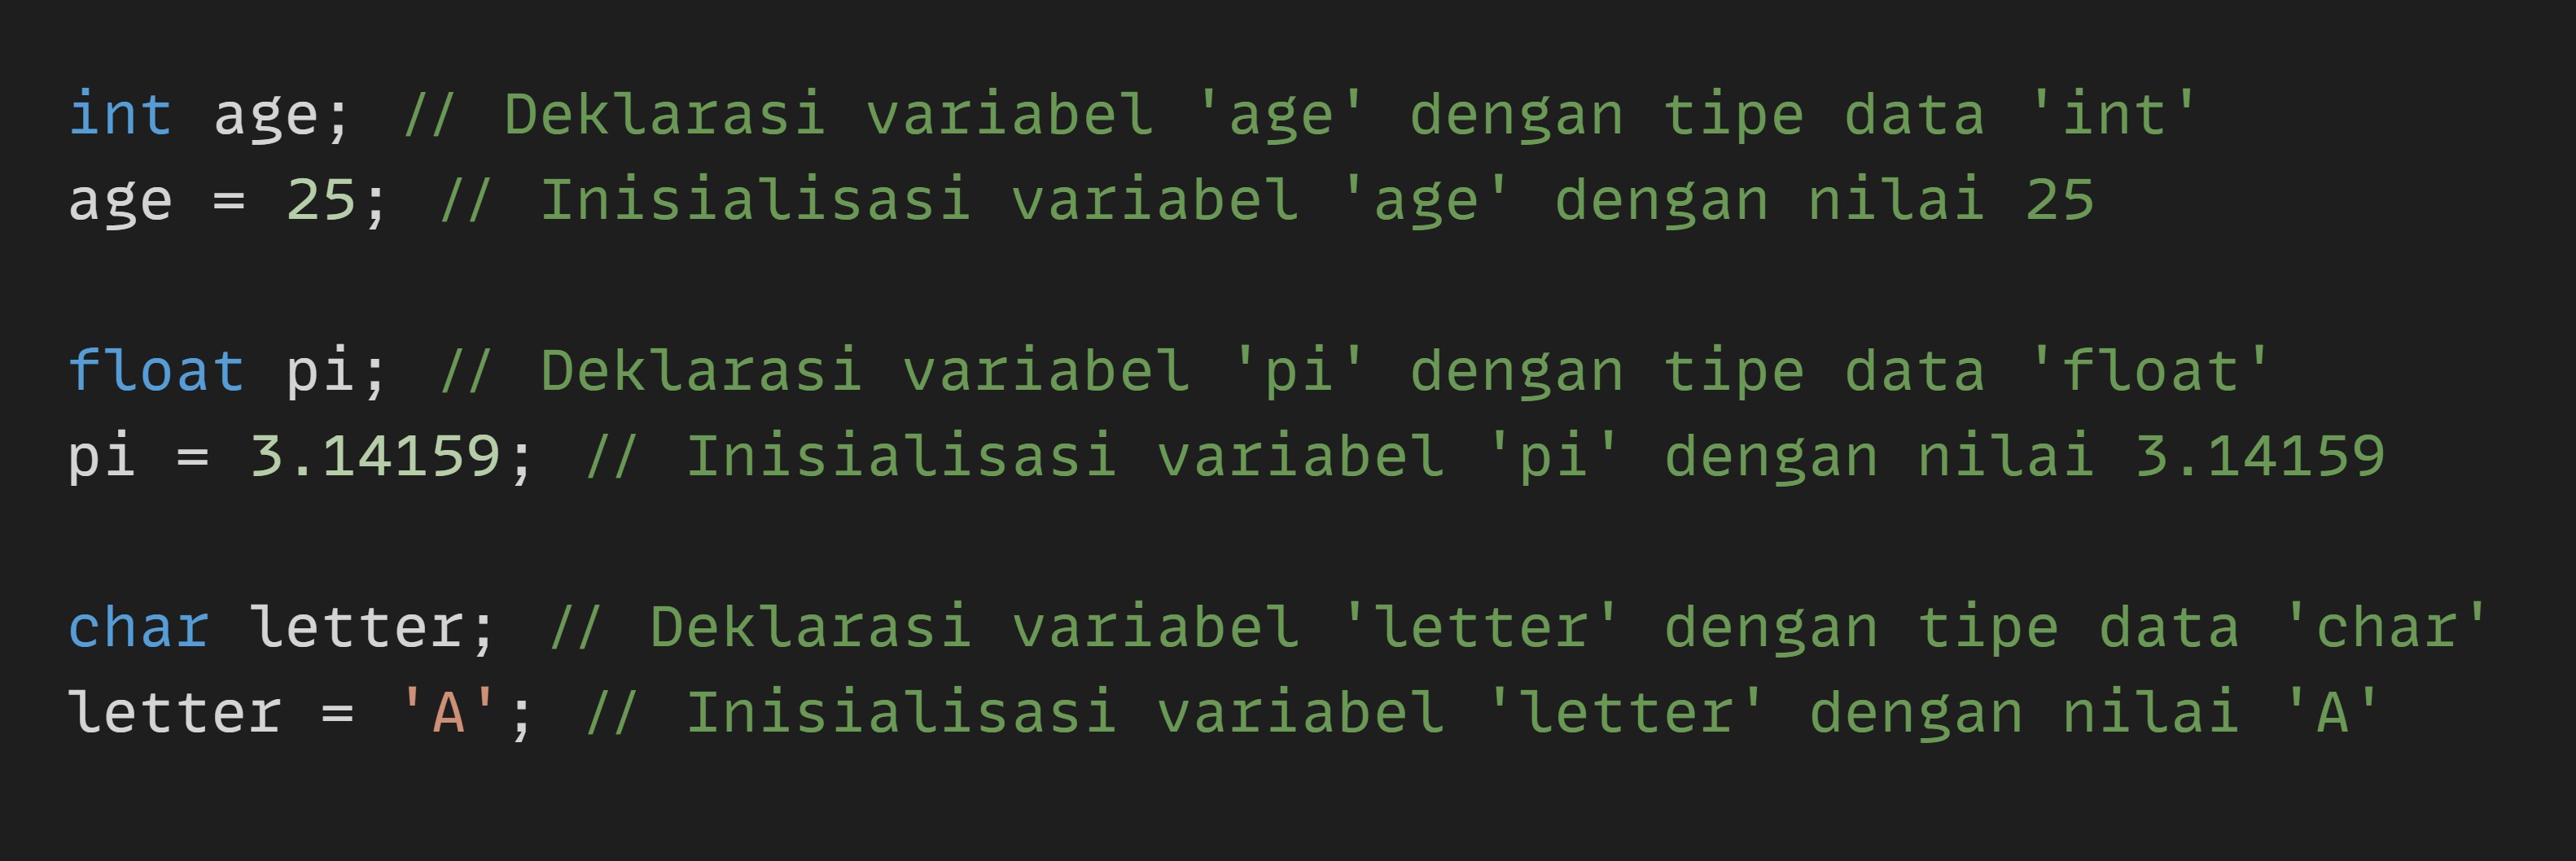 int age; // Deklarasi variabel 'age' dengan tipe data 'int'
age = 25; // Inisialisasi variabel 'age' dengan nilai 25
float pi; // Deklarasi variabel 'pi' dengan tipe data 'float'
pi = 3.14159; // Inisialisasi variabel 'pi' dengan nilai 3.14159
char letter; // Deklarasi variabel 'letter' dengan tipe data 'char'
letter = 'A'; // Inisialisasi variabel 'letter' dengan nilai 'A'